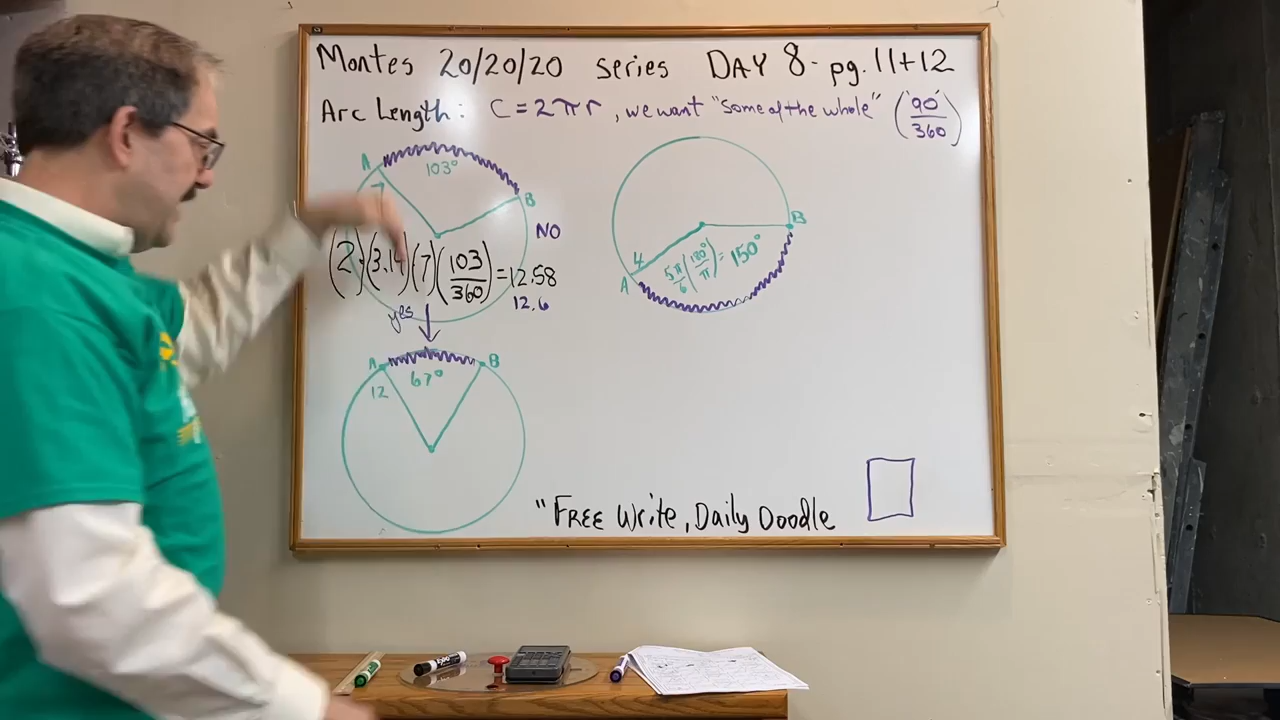 Montes 20/20/20 series DAY 8- pg. 11+12
Arc Length: C=2πr, we want "some of the whole" (90°/360)
A
103°
7
B
NO
(2)(3.14)(7)(103/360)=12.58
12.6
yes
A
B
67°
12
B
4
5π/6(180°/π)=150°
A
"FREE Write, Daily Doodle